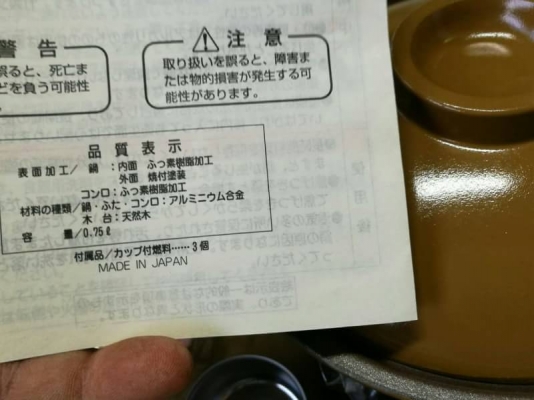 警 告
誤ると、死亡ま
どを負う可能性
⚠ 注 意
取り扱いを誤ると、障害ま
たは物的損害が発生する可
能性があります。
品 質 表 示
表面加工/ 鍋:内面 ふっ素樹脂加工
外面 焼付塗装
コンロ:ふっ素樹脂加工
材料の種類/鍋・ふた・コンロ:アルミニウム合金
木 台:天然木
容 量/0.75ℓ
付属品/カップ付燃料……3個
MADE IN JAPAN